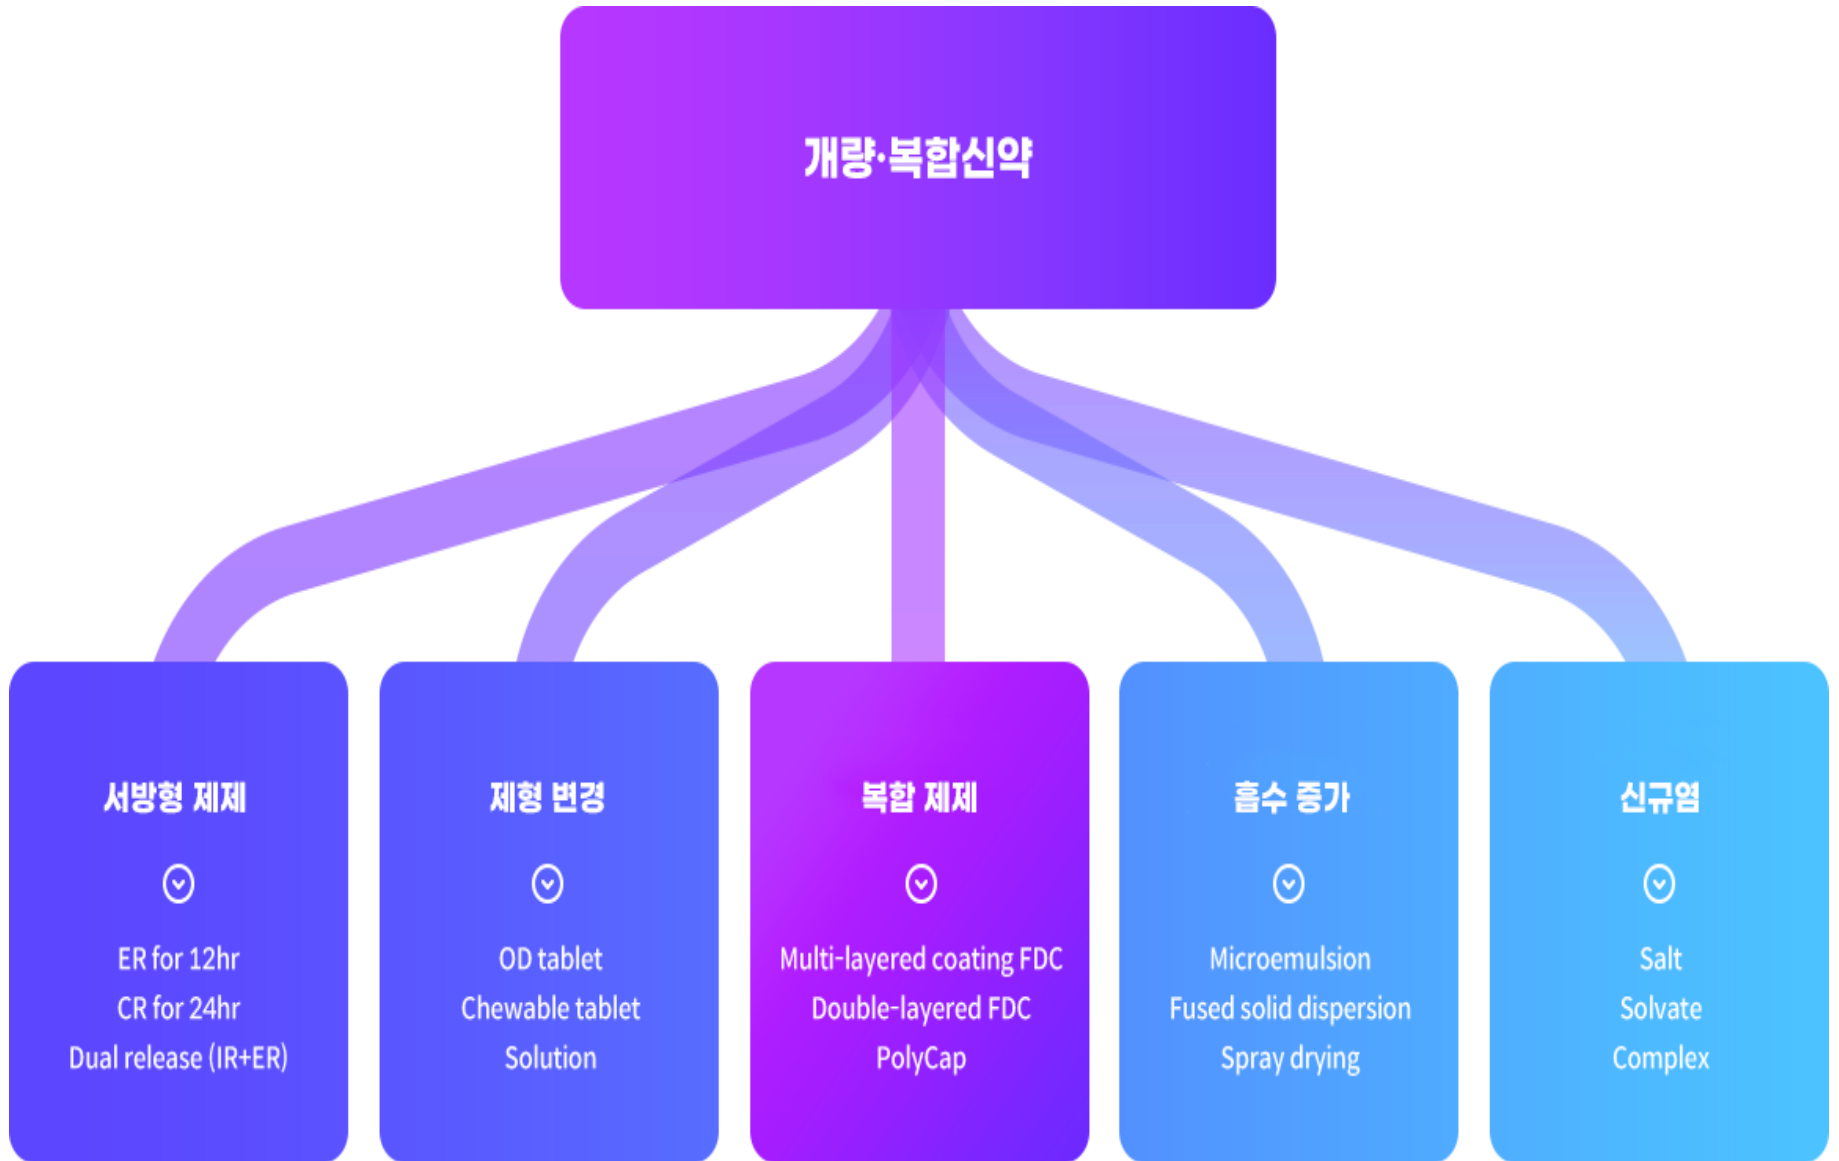 개량·복합신약
서방형 제제
ER for 12hr
CR for 24hr
Dual release (IR+ER)
제형 변경
OD tablet
Chewable tablet
Solution
복합 제제
Multi-layered coating FDC
Double-layered FDC
PolyCap
흡수 증가
Microemulsion
Fused solid dispersion
Spray drying
신규염
Salt
Solvate
Complex